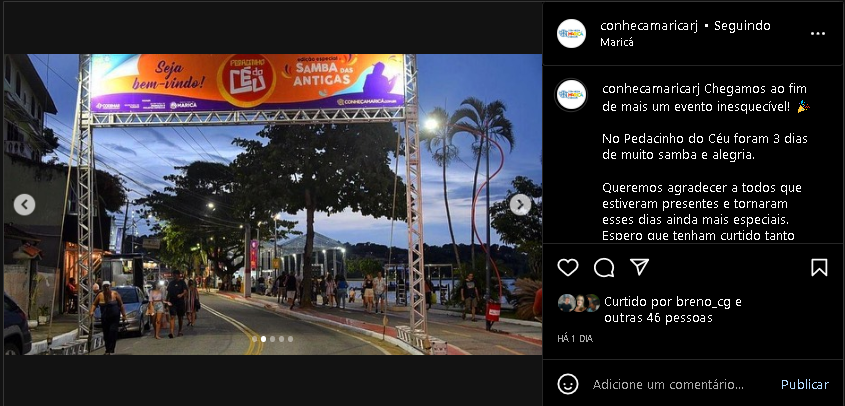 Seja
bem-vindo!
PEDACINHO
CÉU do
edição especial
SAMBA DAS
ANTIGAS
MARICÁ
@CONHECAMARICA
conhecamaricarj • Seguindo
Maricá
conhecamaricarj Chegamos ao fim
de mais um evento inesquecível! 🎉
No Pedacinho do Céu foram 3 dias
de muito samba e alegria.
Queremos agradecer a todos que
estiveram presentes e tornaram
esses dias ainda mais especiais.
Espero que tenham curtido tanto
Curtido por breno_cg e
outras 46 pessoas
HÁ 1 DIA
Adicione um comentário... Publicar